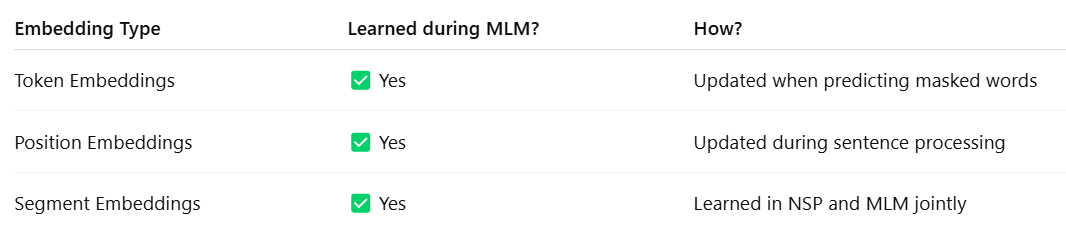 Embedding Type Learned during MLM? How?
Token Embeddings ✅ Yes Updated when predicting masked words
Position Embeddings ✅ Yes Updated during sentence processing
Segment Embeddings ✅ Yes Learned in NSP and MLM jointly